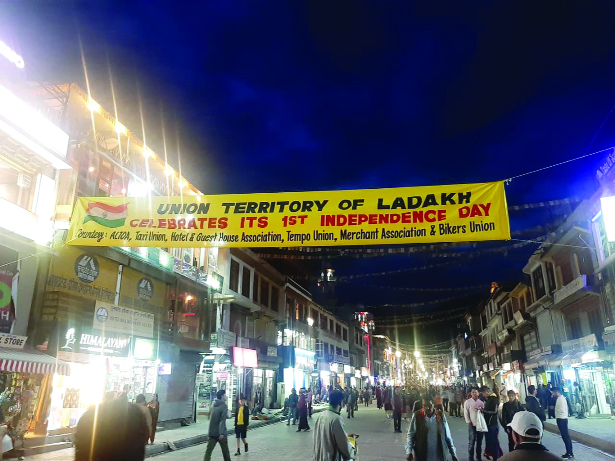 UNION TERRITORY OF LADAKH
CELEBRATES ITS 1ST INDEPENDENCE DAY
Courtesy: ALTOA, Taxi Union, Hotel & Guest House Association, Tempo Union, Merchant Association & Bikers Union
HIMALAYAN
STORE